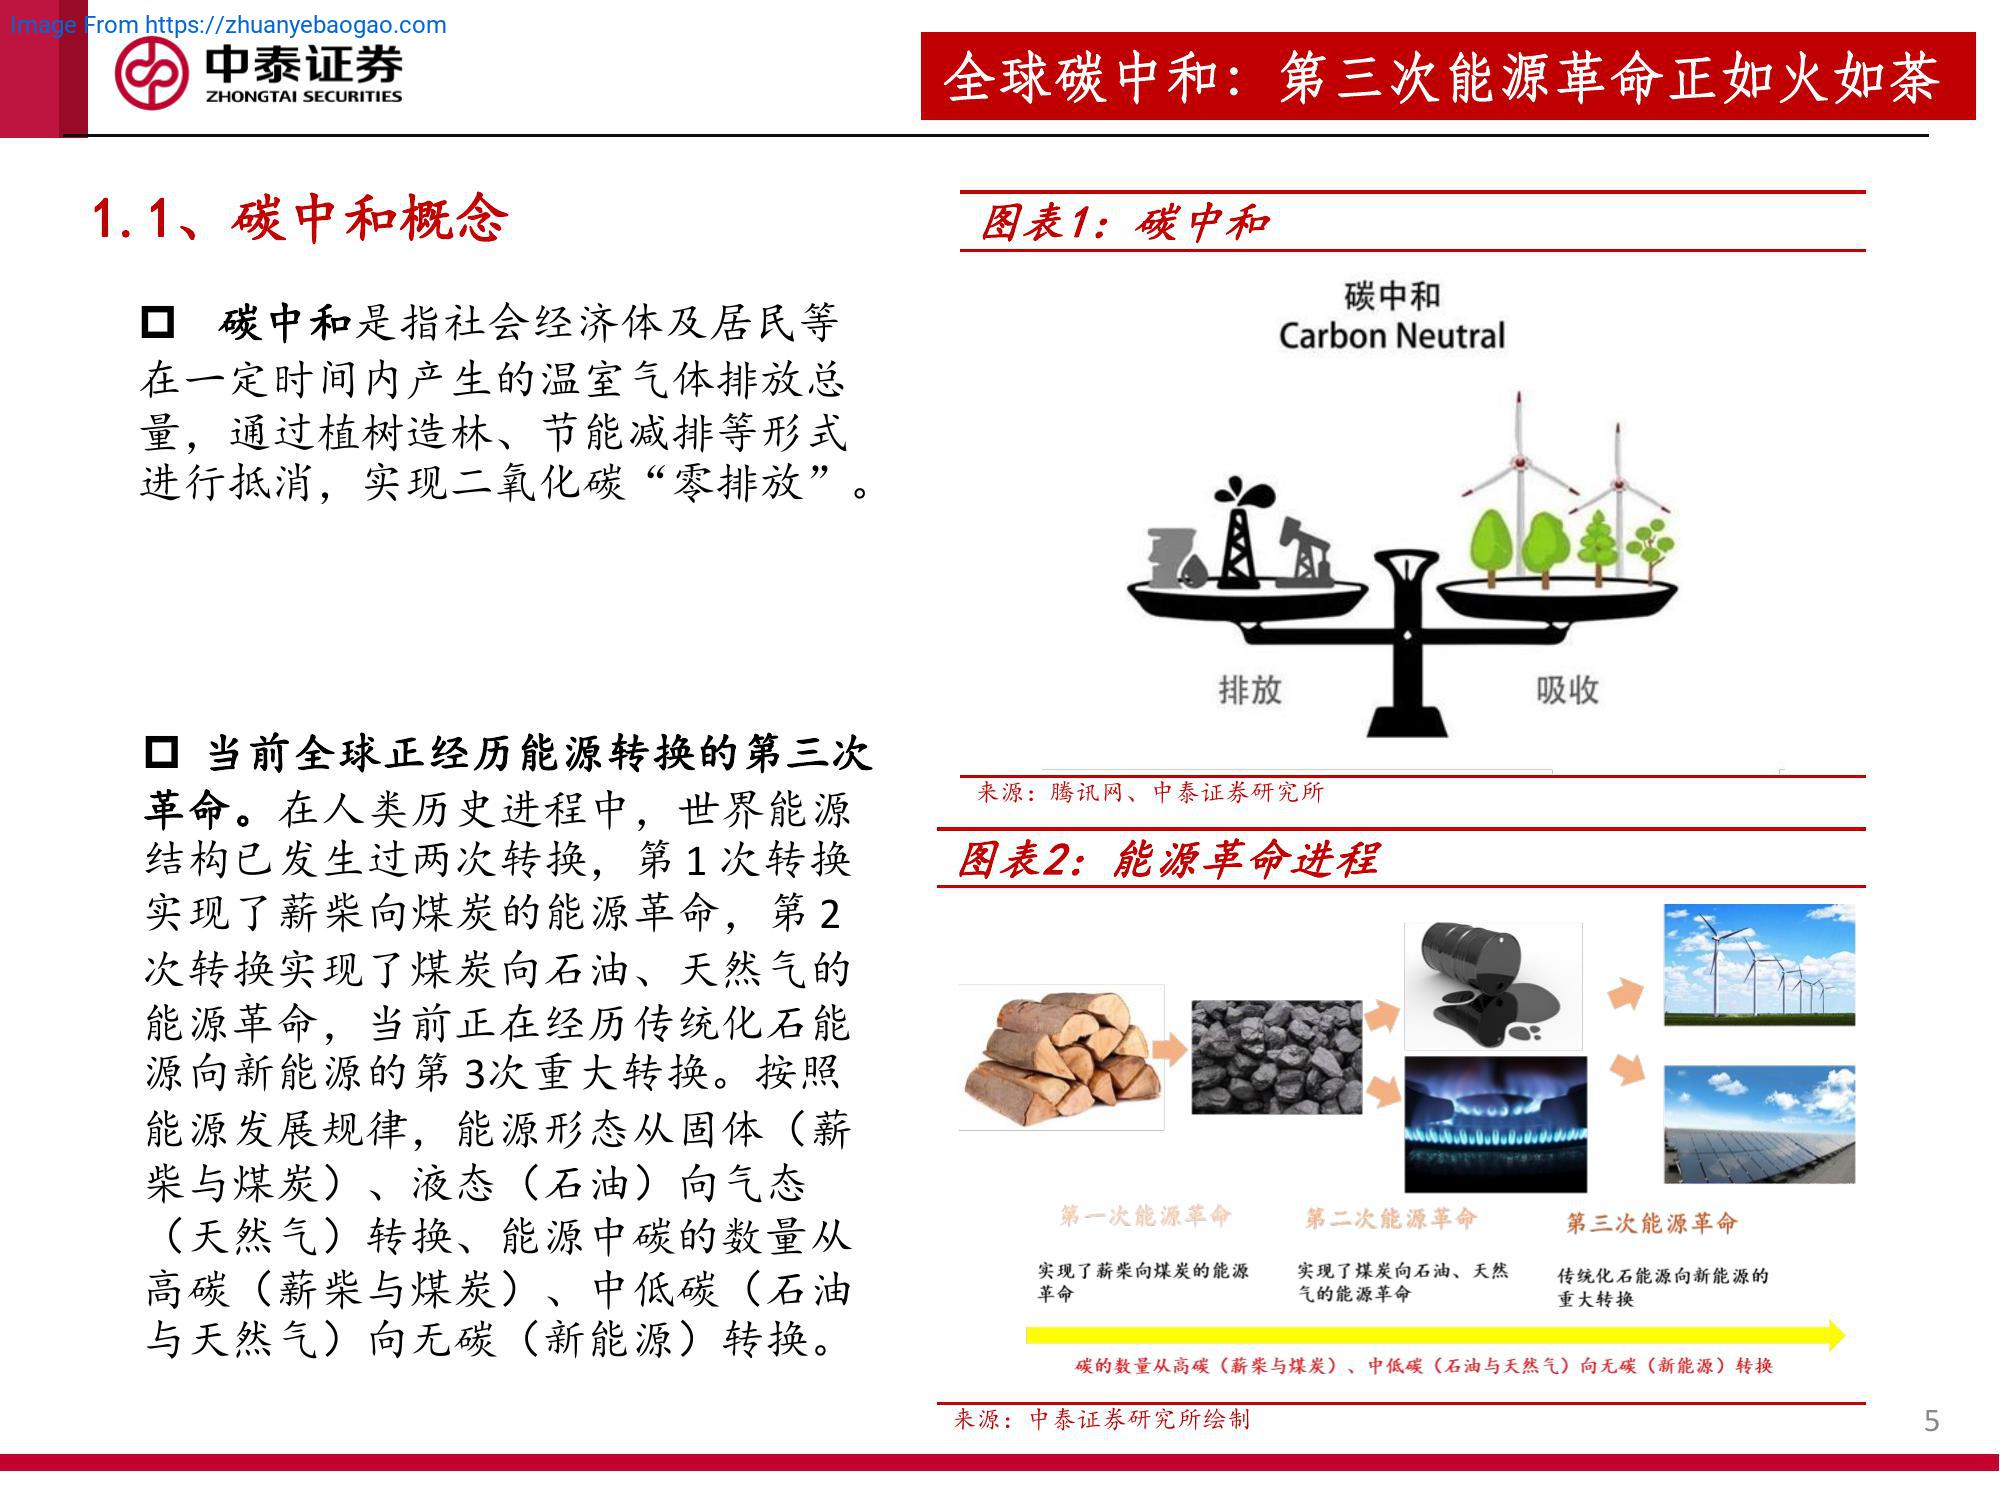 Image From https://zhuanyebaogao.com
中泰证券
ZHONGTAI SECURITIES
全球碳中和：第三次能源革命正如火如荼
1.1、碳中和概念
碳中和是指社会经济体及居民等
在一定时间内产生的温室气体排放总
量，通过植树造林、节能减排等形式
进行抵消，实现二氧化碳“零排放”。
当前全球正经历能源转换的第三次
革命。在人类历史进程中，世界能源
结构已发生过两次转换，第1次转换
实现了薪柴向煤炭的能源革命，第2
次转换实现了煤炭向石油、天然气的
能源革命，当前正在经历传统化石能
源向新能源的第3次重大转换。按照
能源发展规律，能源形态从固体（薪
柴与煤炭）、液态（石油）向气态
（天然气）转换、能源中碳的数量从
高碳（薪柴与煤炭）、中低碳（石油
与天然气）向无碳（新能源）转换。
图表1：碳中和
碳中和
Carbon Neutral
排放
吸收
来源：腾讯网、中泰证券研究所
图表2：能源革命进程
第一次能源革命
第二次能源革命
第三次能源革命
实现了薪柴向煤炭的能源
革命
实现了煤炭向石油、天然
气的能源革命
传统化石能源向新能源的
重大转换
碳的数量从高碳（薪柴与煤炭）、中低碳（石油与天然气）向无碳（新能源）转换
来源：中泰证券研究所绘制
5